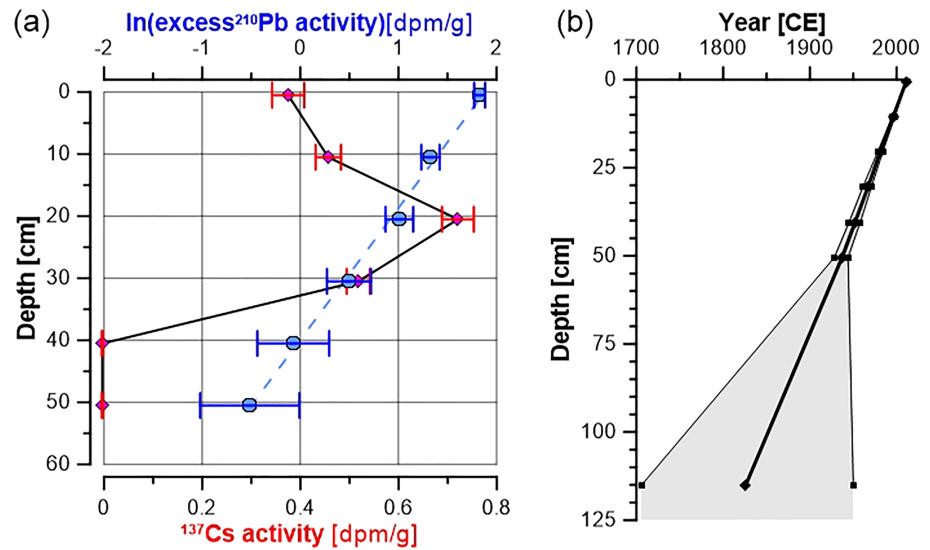 (a)
ln(excess²¹⁰Pb activity)[dpm/g]
-2 -1 0 1 2
0
10
20
30
40
50
60
Depth [cm]
0 0.2 0.4 0.6 0.8
¹³⁷Cs activity [dpm/g]
(b)
Year [CE]
1700 1800 1900 2000
0
25
50
75
100
125
Depth [cm]